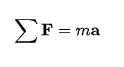 ∑ F = ma